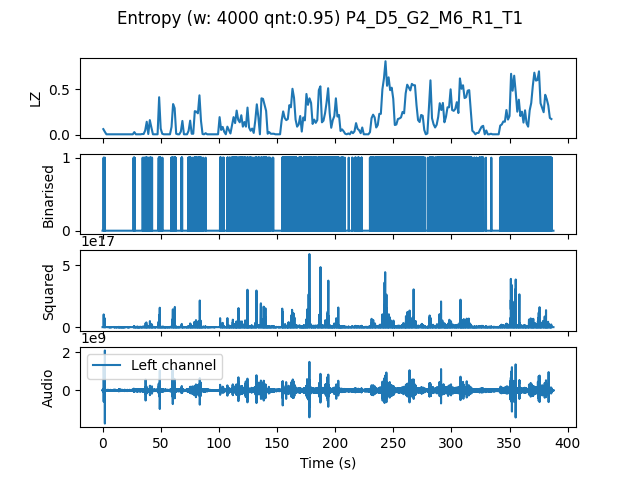 Entropy (w: 4000 qnt:0.95) P4_D5_G2_M6_R1_T1
LZ
0.5
0.0
Binarised
1
0
1e17
Squared
5
0
1e9
Audio
2
0
Left channel
0 50 100 150 200 250 300 350 400
Time (s)